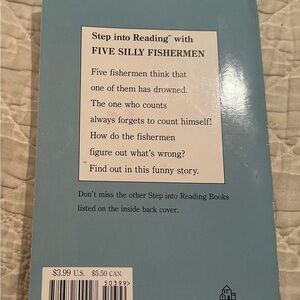 Step into Reading™ with
FIVE SILLY FISHERMEN
Five fishermen think that
one of them has drowned.
The one who counts
always forgets to count himself!
How do the fishermen
figure out what's wrong?
Find out in this funny story.
Don't miss the other Step into Reading Books
listed on the inside back cover.
$3.99 U.S. $5.50 CAN.
50399>